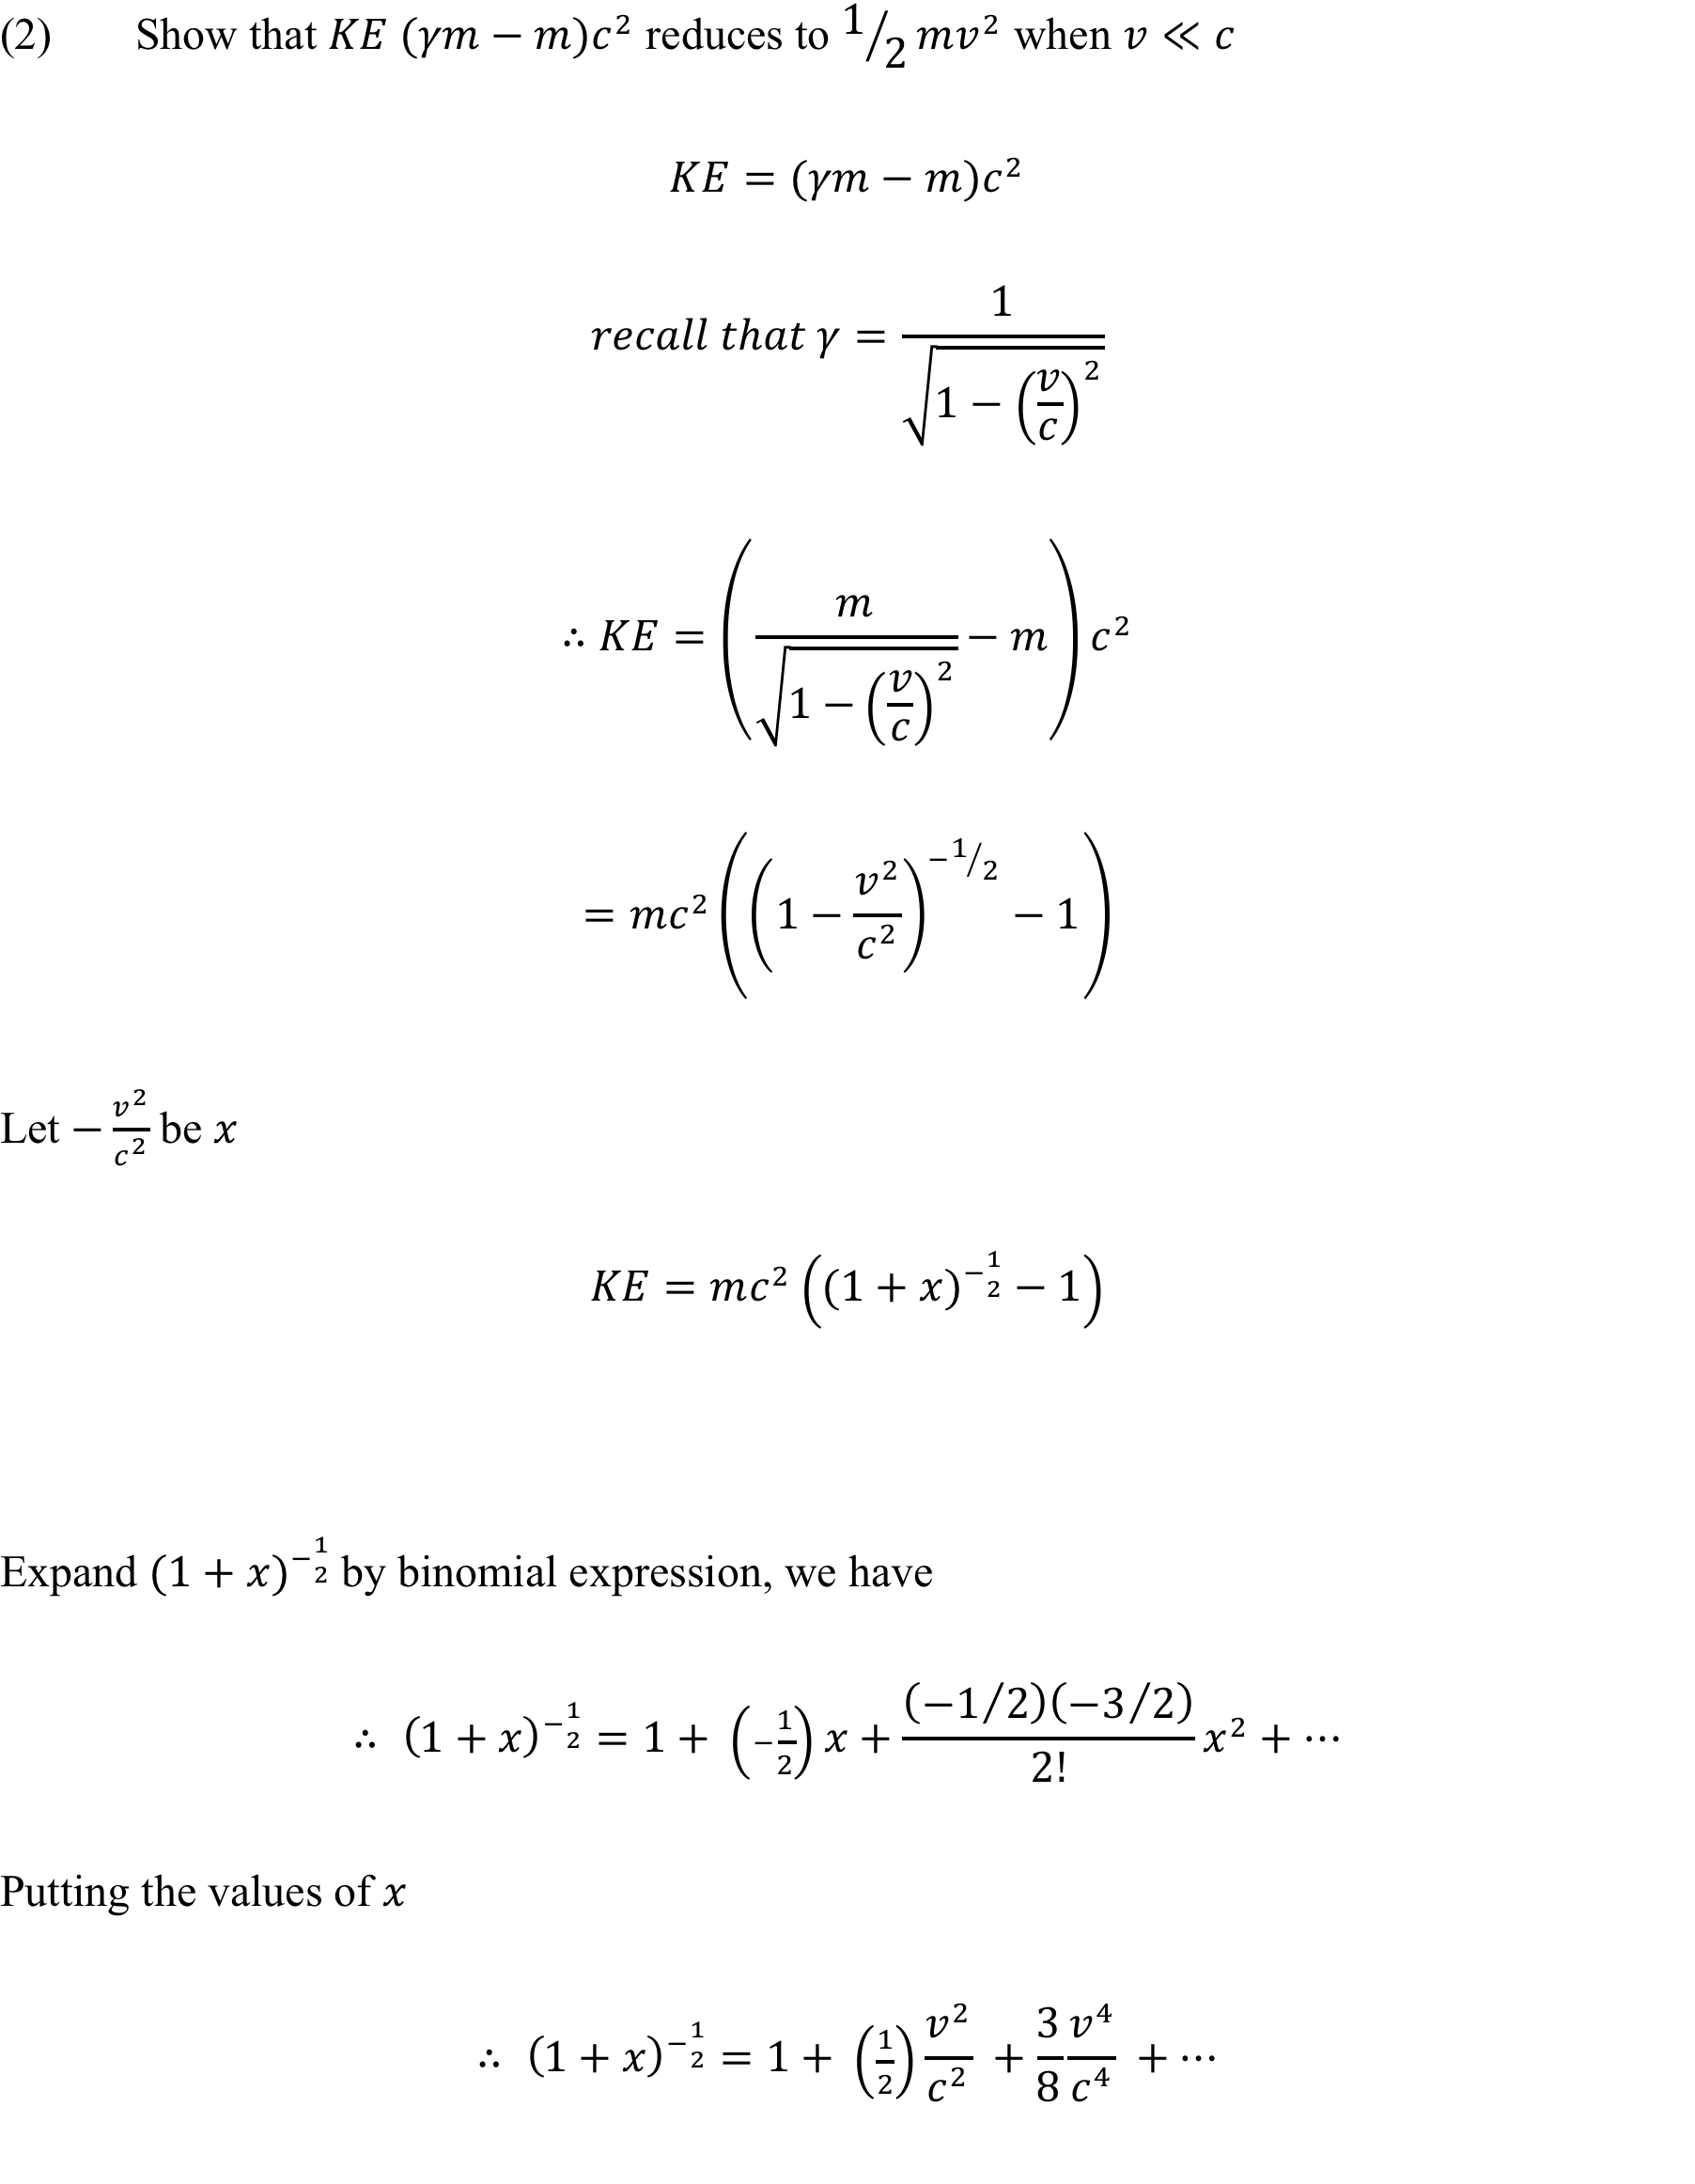 (2) Show that KE (γm − m)c² reduces to 1/2 mv² when v ≪ c
KE = (γm − m)c²
recall that γ = 1/√(1 − (v/c)²)
∴ KE = (m/√(1 − (v/c)²) − m) c²
= mc² ((1 − v²/c²)^(−1/2) − 1)
Let − v²/c² be x
KE = mc² ((1 + x)^(−1/2) − 1)
Expand (1 + x)^(−1/2) by binomial expression, we have
∴ (1 + x)^(−1/2) = 1 + (−1/2) x + (−1/2)(−3/2)/2! x² + ⋯
Putting the values of x
∴ (1 + x)^(−1/2) = 1 + (1/2) v²/c² + 3/8 v⁴/c⁴ + ⋯